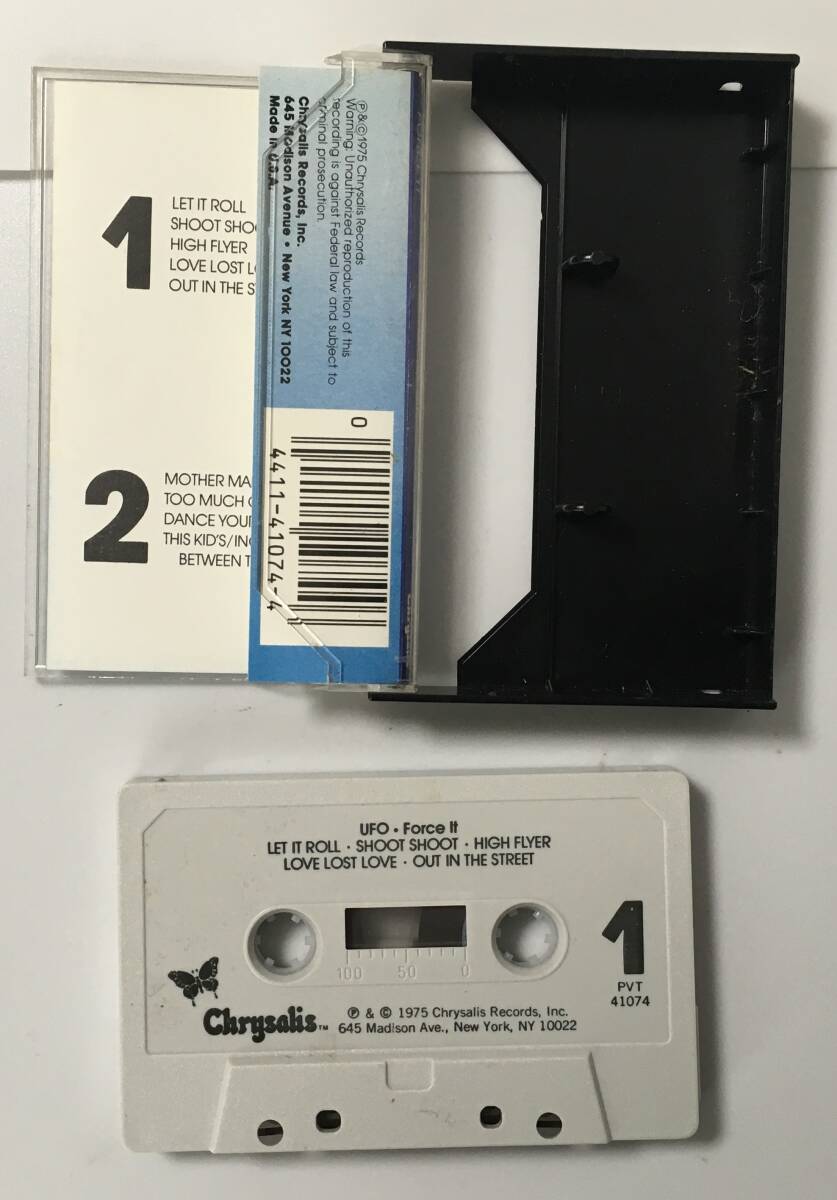 1
LET IT ROLL
SHOOT SHO
HIGH FLYER
LOVE LOST L
OUT IN THE S
2
MOTHER MA
TOO MUCH
DANCE YOU
THIS KID'S/IN
BETWEEN T
℗&©1975 Chrysalis Records
Warning: Unauthorized reproduction of this
recording is against Federal law and subject to
criminal prosecution.
Chrysalis Records, Inc.
645 Madison Avenue • New York NY 10022
Made in U.S.A.
0
4411-41074-4
UFO • Force It
LET IT ROLL · SHOOT SHOOT · HIGH FLYER
LOVE LOST LOVE · OUT IN THE STREET
100 50 0
1
PVT
41074
Chrysalis™
℗ & © 1975 Chrysalis Records, Inc.
645 Madison Ave., New York, NY 10022